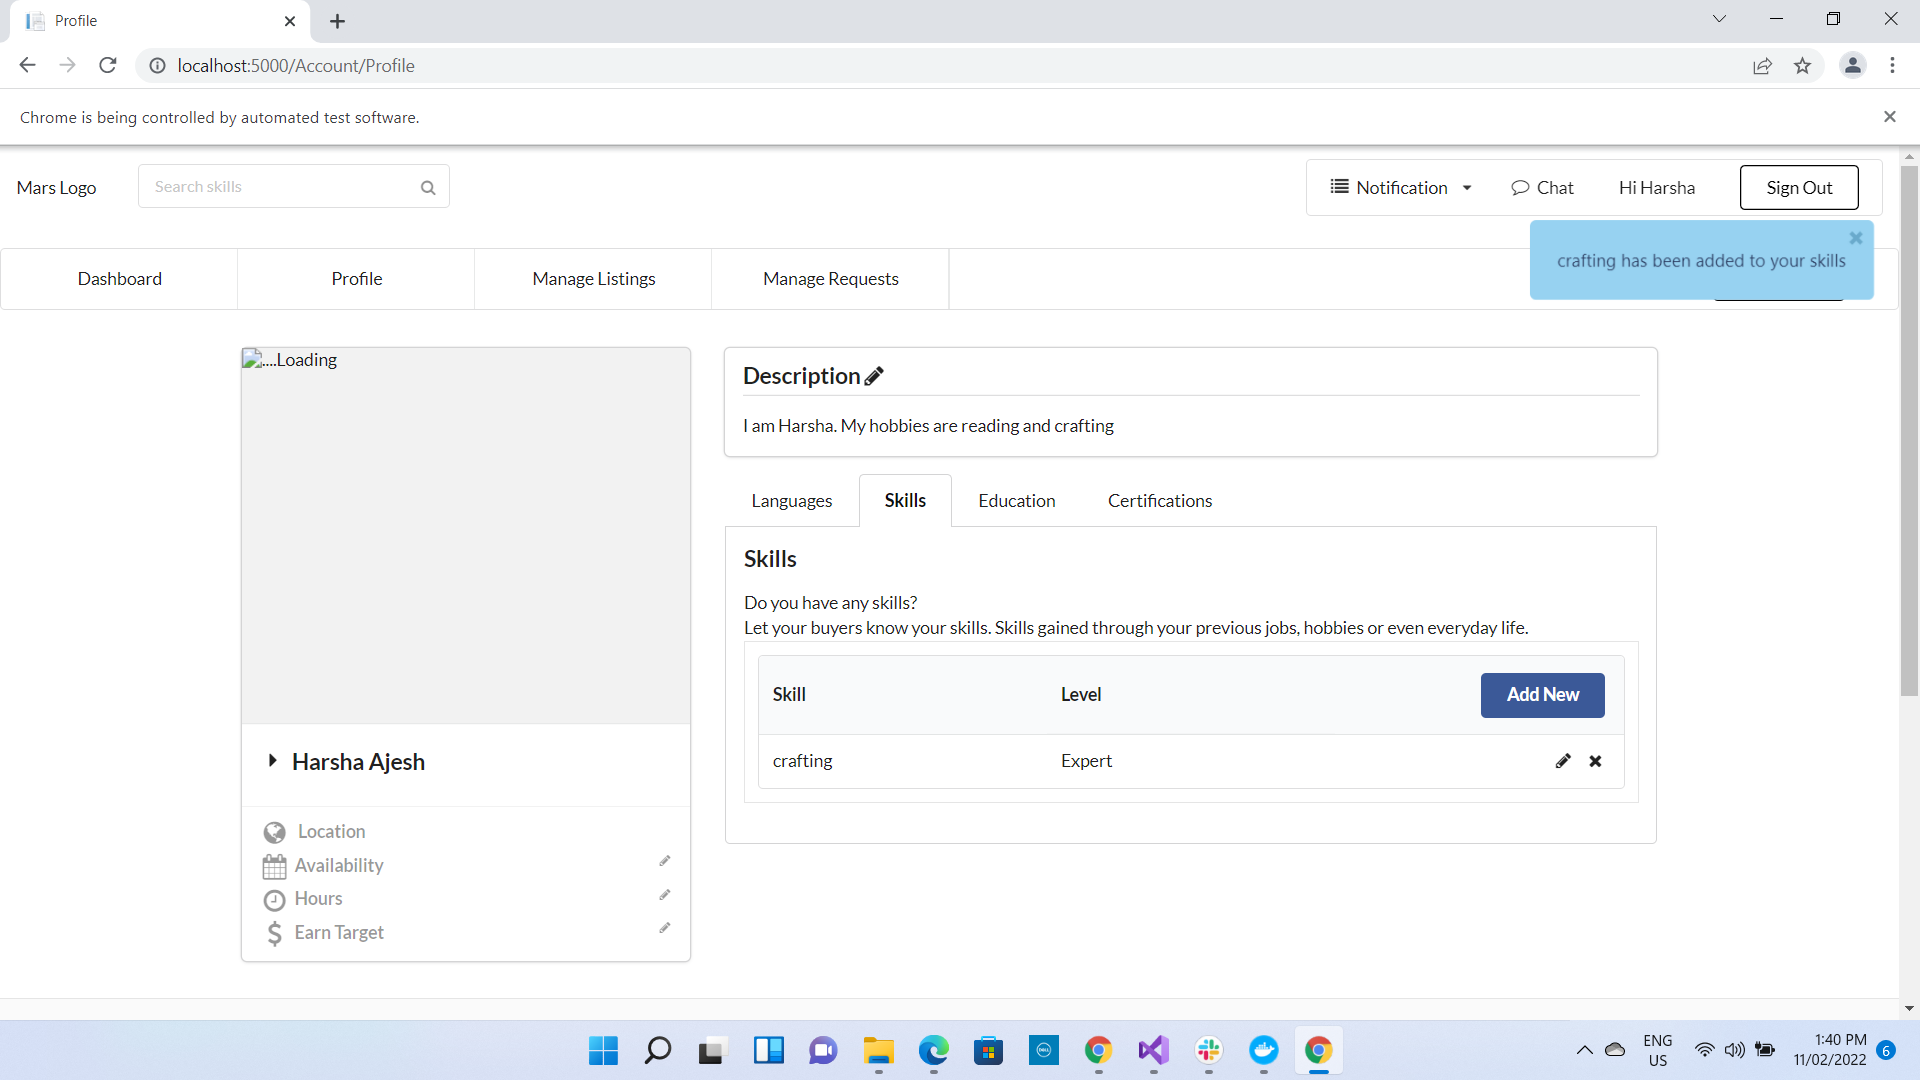 Profile
localhost:5000/Account/Profile
Chrome is being controlled by automated test software.
Mars Logo
Search skills
Notification
Chat
Hi Harsha
Sign Out
crafting has been added to your skills
Dashboard
Profile
Manage Listings
Manage Requests
....Loading
Harsha Ajesh
Location
Availability
Hours
Earn Target
Description
I am Harsha. My hobbies are reading and crafting
Languages
Skills
Education
Certifications
Skills
Do you have any skills?
Let your buyers know your skills. Skills gained through your previous jobs, hobbies or even everyday life.
Skill
Level
Add New
crafting
Expert
DELL
ENG
US
1:40 PM
11/02/2022
6